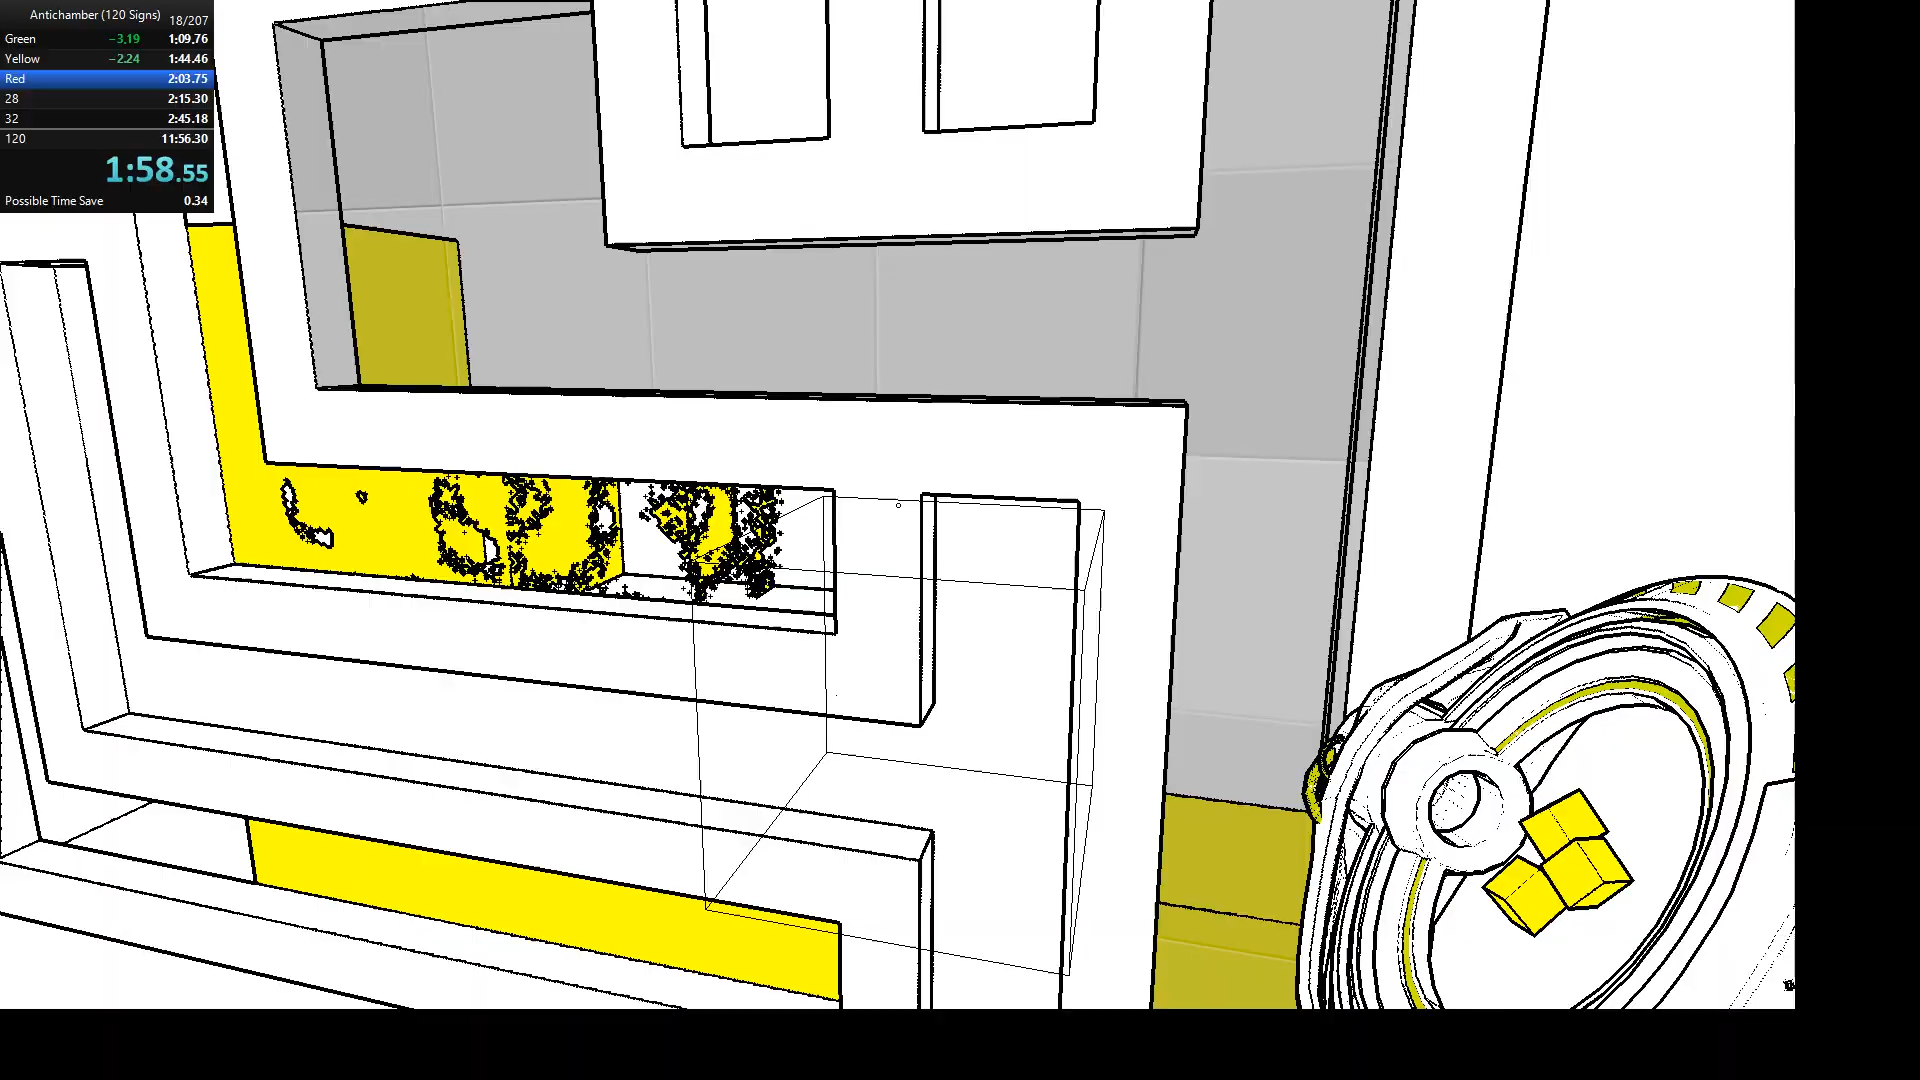 Antichamber (120 Signs) 18/207
Green −3.19 1:09.76
Yellow −2.24 1:44.46
Red 2:03.75
28 2:15.30
32 2:45.18
120 11:56.30
1:58.55
Possible Time Save 0.34